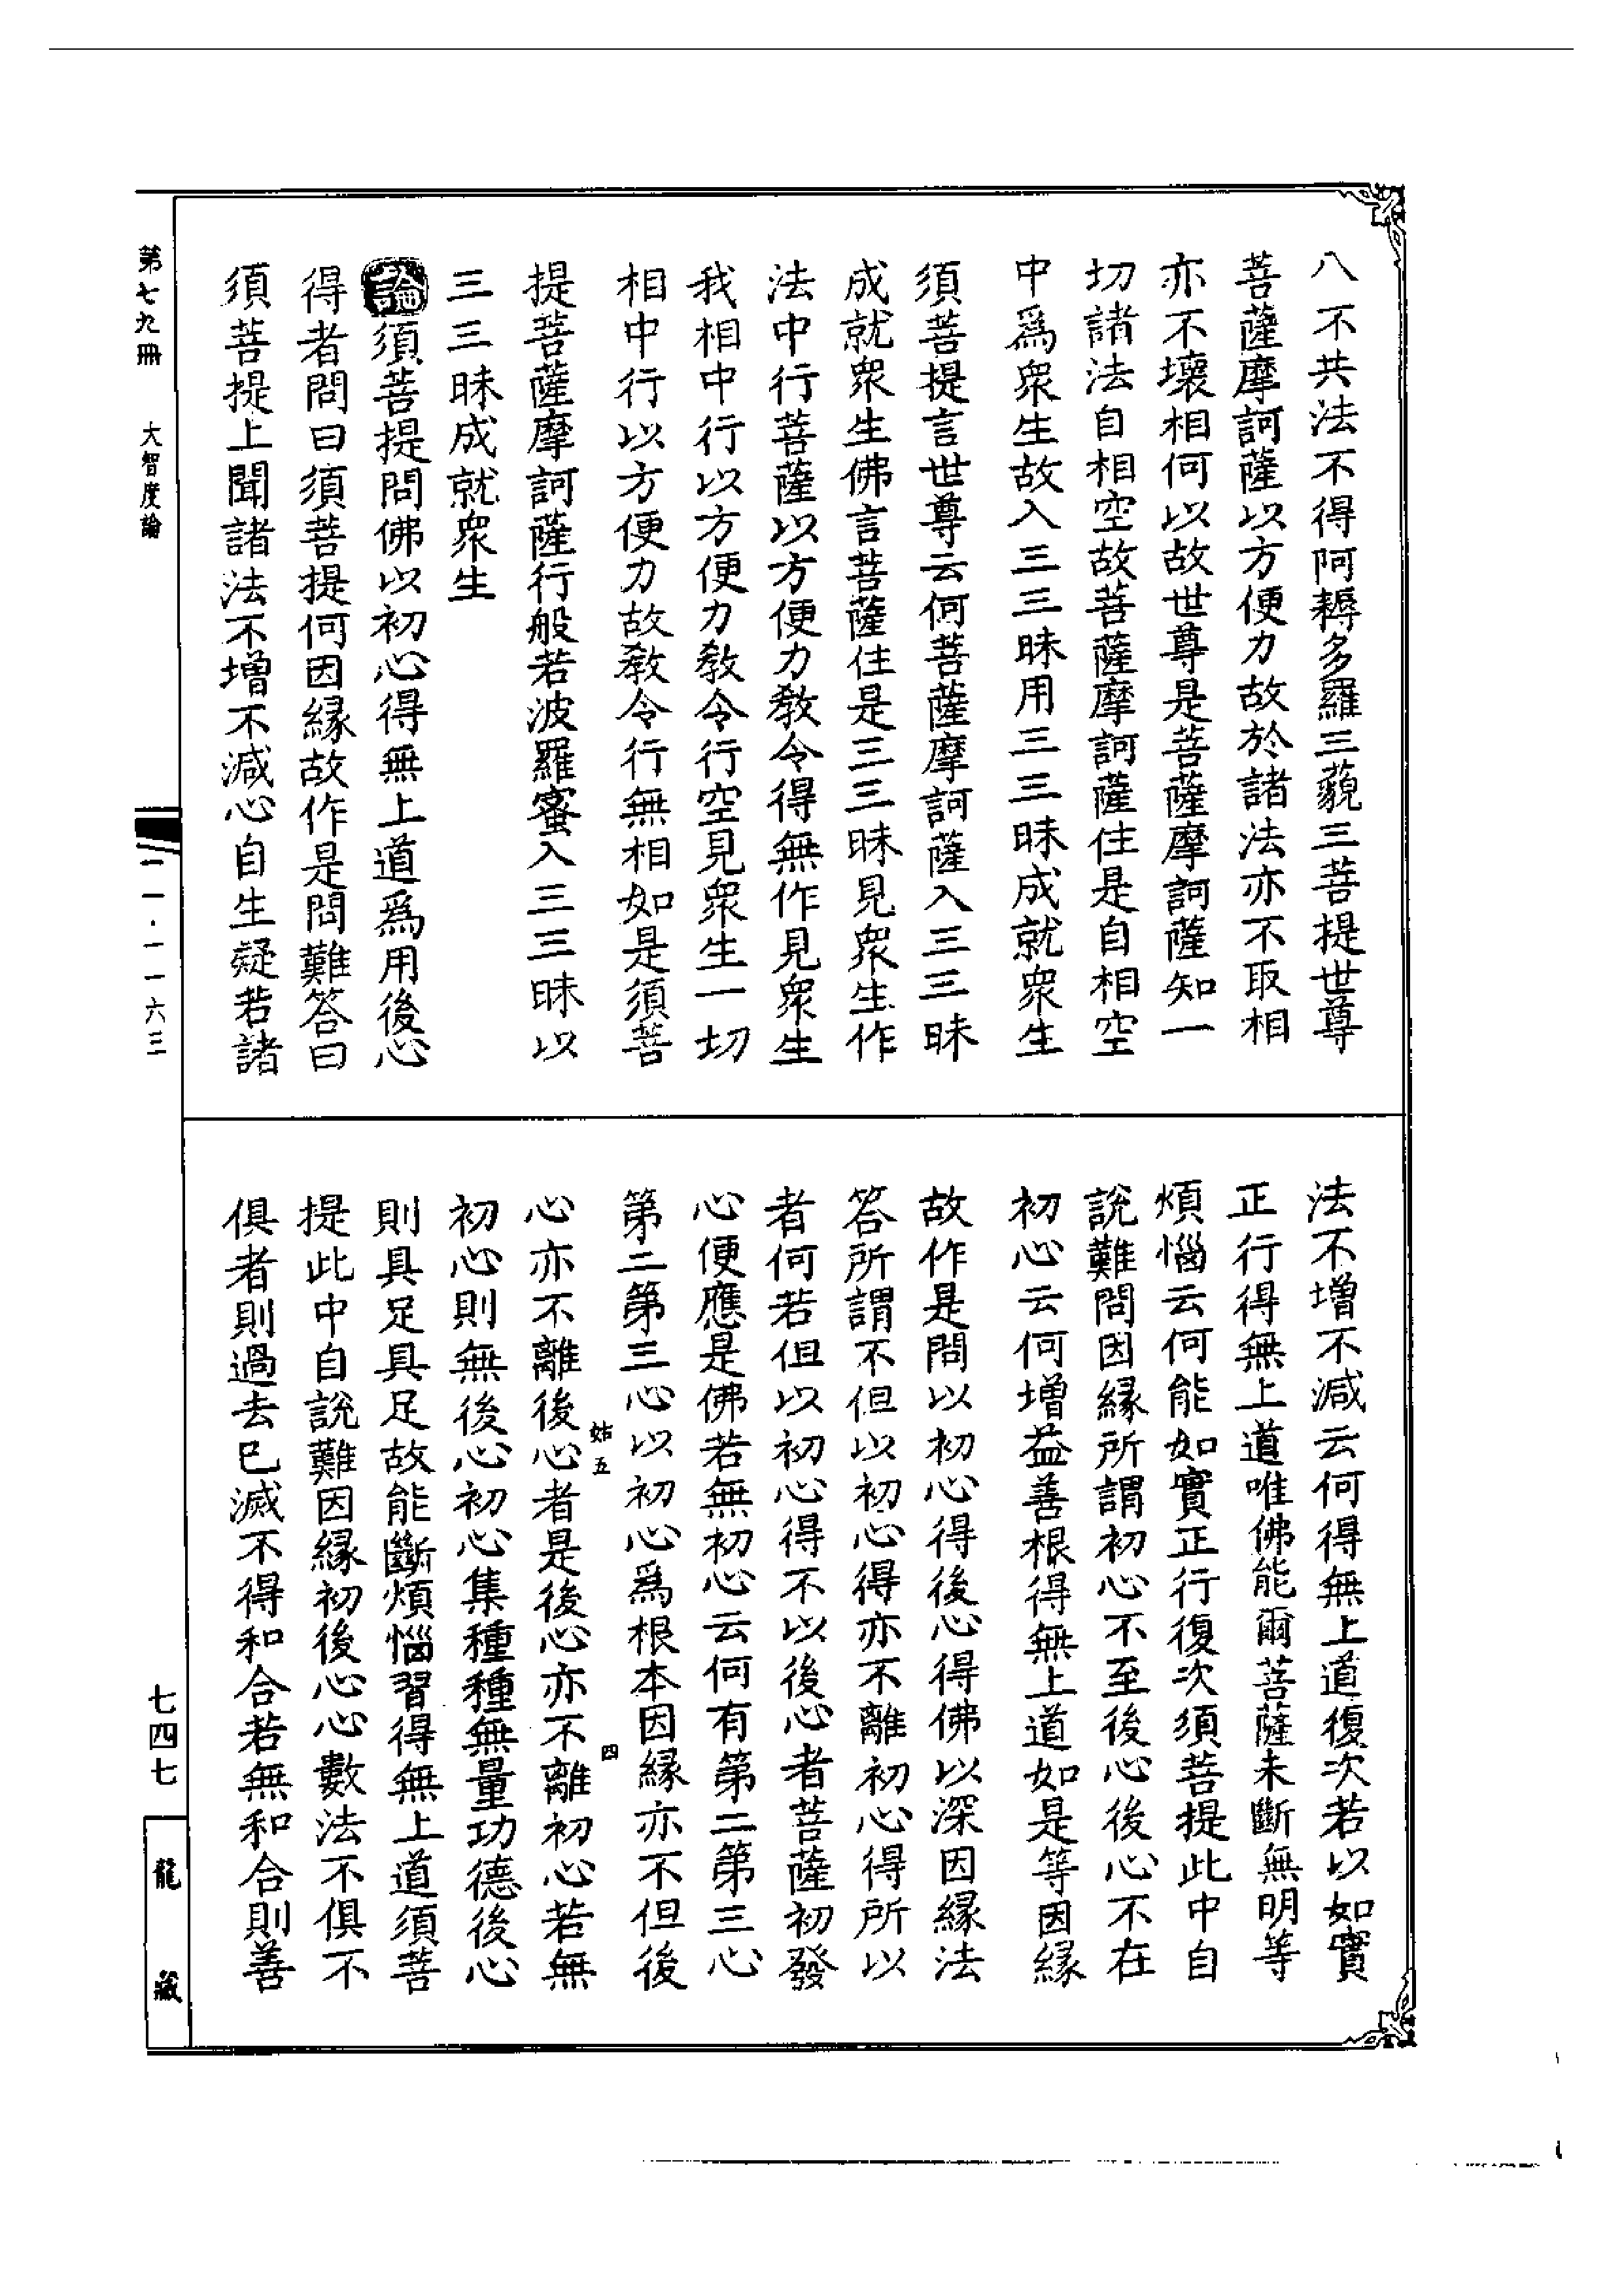 八不共法不得阿耨多羅三藐三菩提世尊
菩薩摩訶薩以方便力故於諸法亦不取相
亦不壞相何以故世尊是菩薩摩訶薩知一
切諸法自相空故菩薩摩訶薩住是自相空
中爲衆生故入三三昧用三三昧成就衆生
須菩提言世尊云何菩薩摩訶薩入三三昧
成就衆生佛言菩薩住是三三昧見衆生作
法中行菩薩以方便力教令得無作見衆生
我相中行以方便力教令行空見衆生一切
相中行以方便力故教令行無相如是須菩
提菩薩摩訶薩行般若波羅蜜入三三昧以
三三昧成就衆生
論須菩提問佛以初心得無上道爲用後心
得者問曰須菩提何因緣故作是問難答曰
須菩提上聞諸法不增不減心自生疑若諸
法不增不減云何得無上道復次若以如實
正行得無上道唯佛能爾菩薩未斷無明等
煩惱云何能如實正行復次須菩提此中自
說難問因緣所謂初心不至後心後心不在
初心云何增益善根得無上道如是等因緣
故作是問以初心得後心得佛以深因緣法
答所謂不但以初心得亦不離初心得所以
者何若但以初心得不以後心者菩薩初發
心便應是佛若無初心云何有第二第三心
第二第三心以初心爲根本因緣亦不但後
心亦不離後心者是後心亦不離初心若無
初心則無後心初心集種種無量功德後心
則具足具足故能斷煩惱習得無上道須菩
提此中自說難因緣初後心心數法不俱不
俱者則過去已滅不得和合若無和合則善
姑五
四
第七九冊
大智度論
二一·一一六三
七四七
龍藏